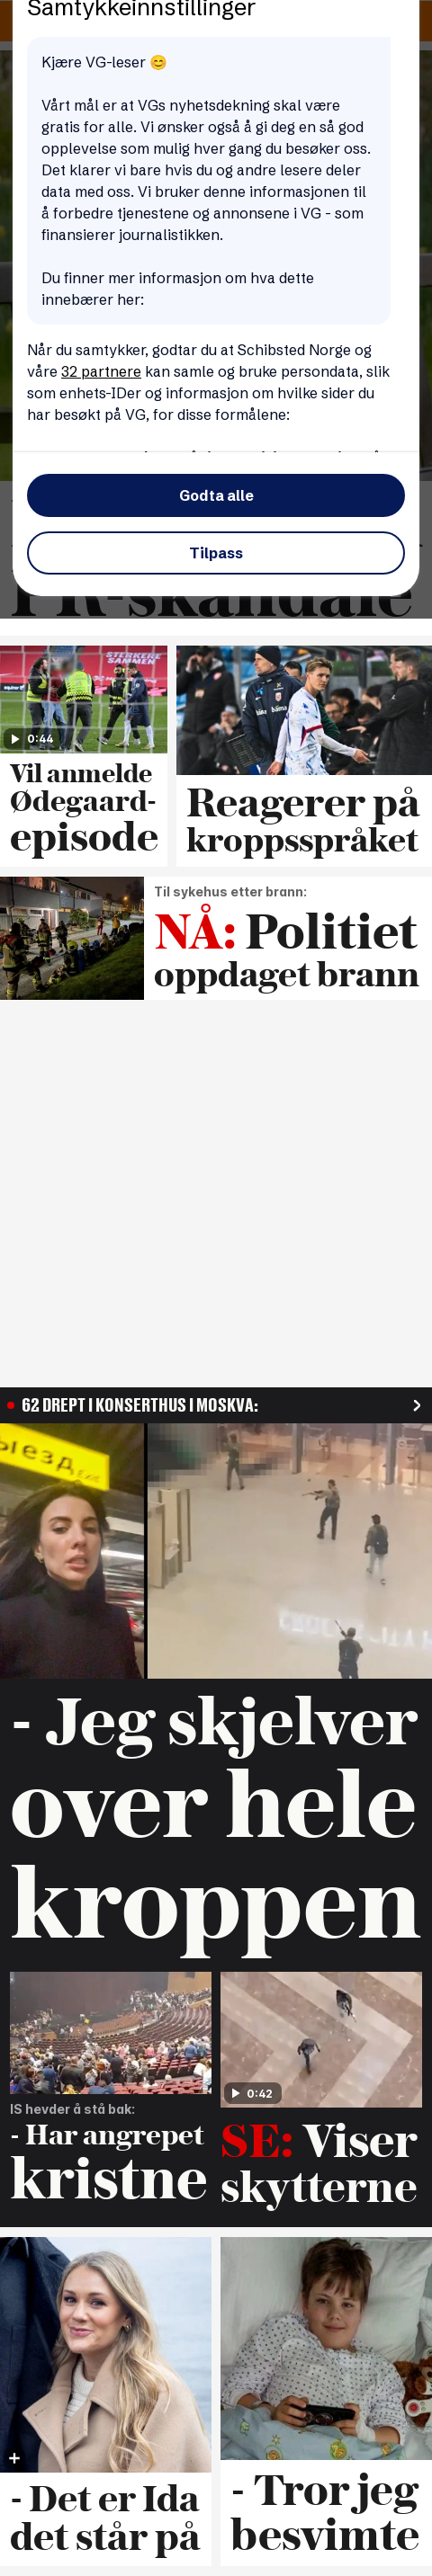 Samtykkeinnstillinger
Kjære VG-leser 😊
Vårt mål er at VGs nyhetsdekning skal være
gratis for alle. Vi ønsker også å gi deg en så god
opplevelse som mulig hver gang du besøker oss.
Det klarer vi bare hvis du og andre lesere deler
data med oss. Vi bruker denne informasjonen til
å forbedre tjenestene og annonsene i VG - som
finansierer journalistikken.
Du finner mer informasjon om hva dette
innebærer her:
Når du samtykker, godtar du at Schibsted Norge og
våre 32 partnere kan samle og bruke persondata, slik
som enhets-IDer og informasjon om hvilke sider du
har besøkt på VG, for disse formålene:
Godta alle
Tilpass
PR-skandale
STERKERE
SAMMEN
0:44
Vil anmelde
Ødegaard-
episode
Reagerer på
kroppsspråket
Til sykehus etter brann:
NÅ: Politiet
oppdaget brann
62 DREPT I KONSERTHUS I MOSKVA:
- Jeg skjelver
over hele
kroppen
0:42
IS hevder å stå bak:
- Har angrepet
kristne
SE: Viser
skytterne
- Det er Ida
det står på
- Tror jeg
besvimte